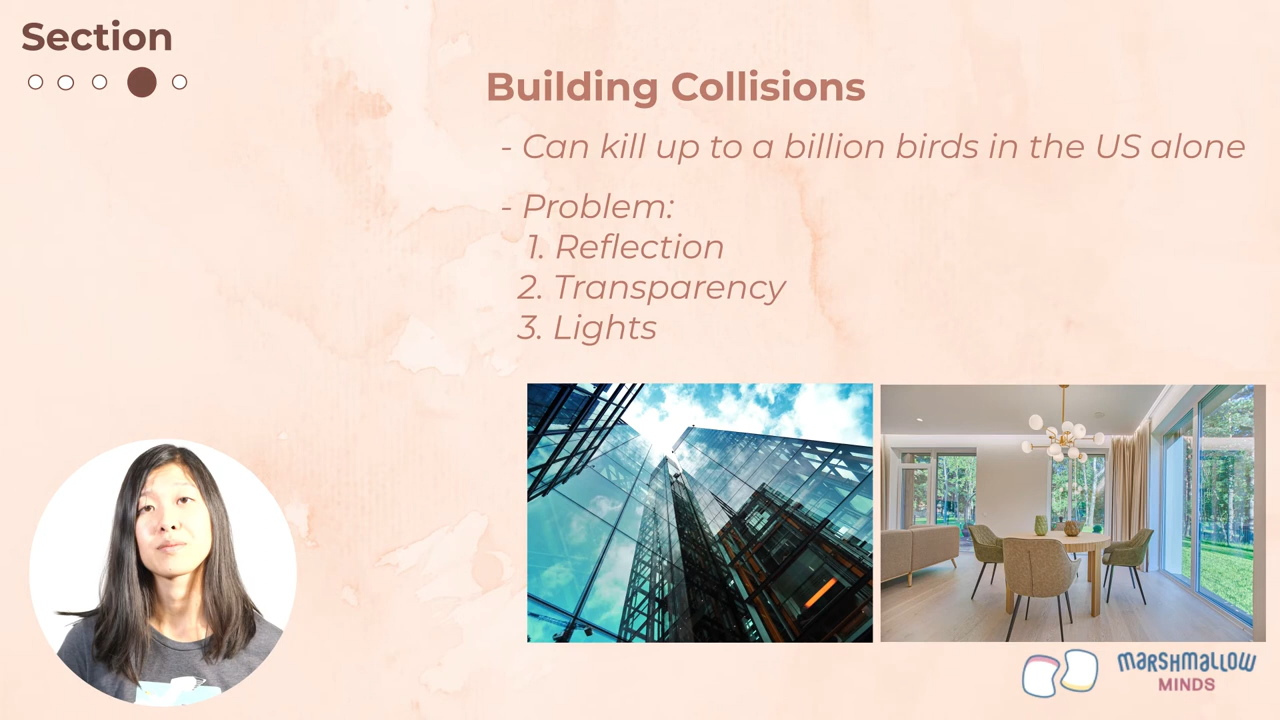 Section
Building Collisions
- Can kill up to a billion birds in the US alone
- Problem:
1. Reflection
2. Transparency
3. Lights
MARSHMALLOW
MINDS